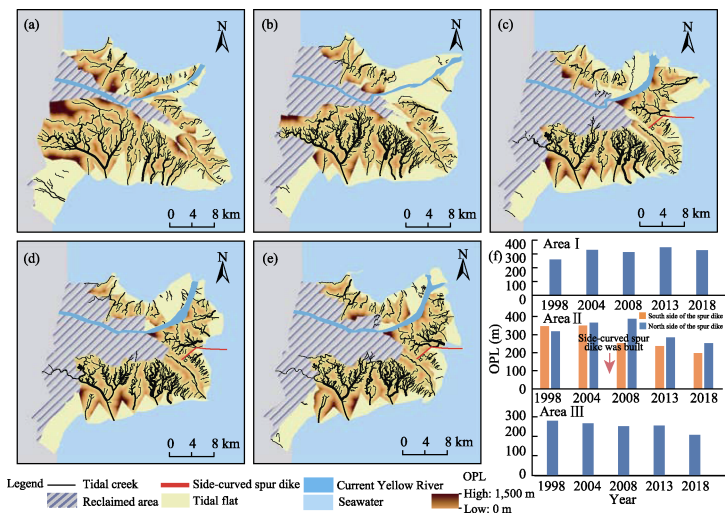 (a)
N
0 4 8 km
(b)
N
0 4 8 km
(c)
N
0 4 8 km
(d)
N
0 4 8 km
(e)
N
0 4 8 km
(f)
OPL (m)
Area I
400
300
200
100
0
1998 2004 2008 2013 2018
Area II
South side of the spur dike
North side of the spur dike
400
300
200
100
0
Side-curved spur
dike was built
1998 2004 2008 2013 2018
Area III
300
200
100
0
1998 2004 2008 2013 2018
Year
Legend
Tidal creek
Side-curved spur dike
Current Yellow River
OPL
High: 1,500 m
Low: 0 m
Reclaimed area
Tidal flat
Seawater